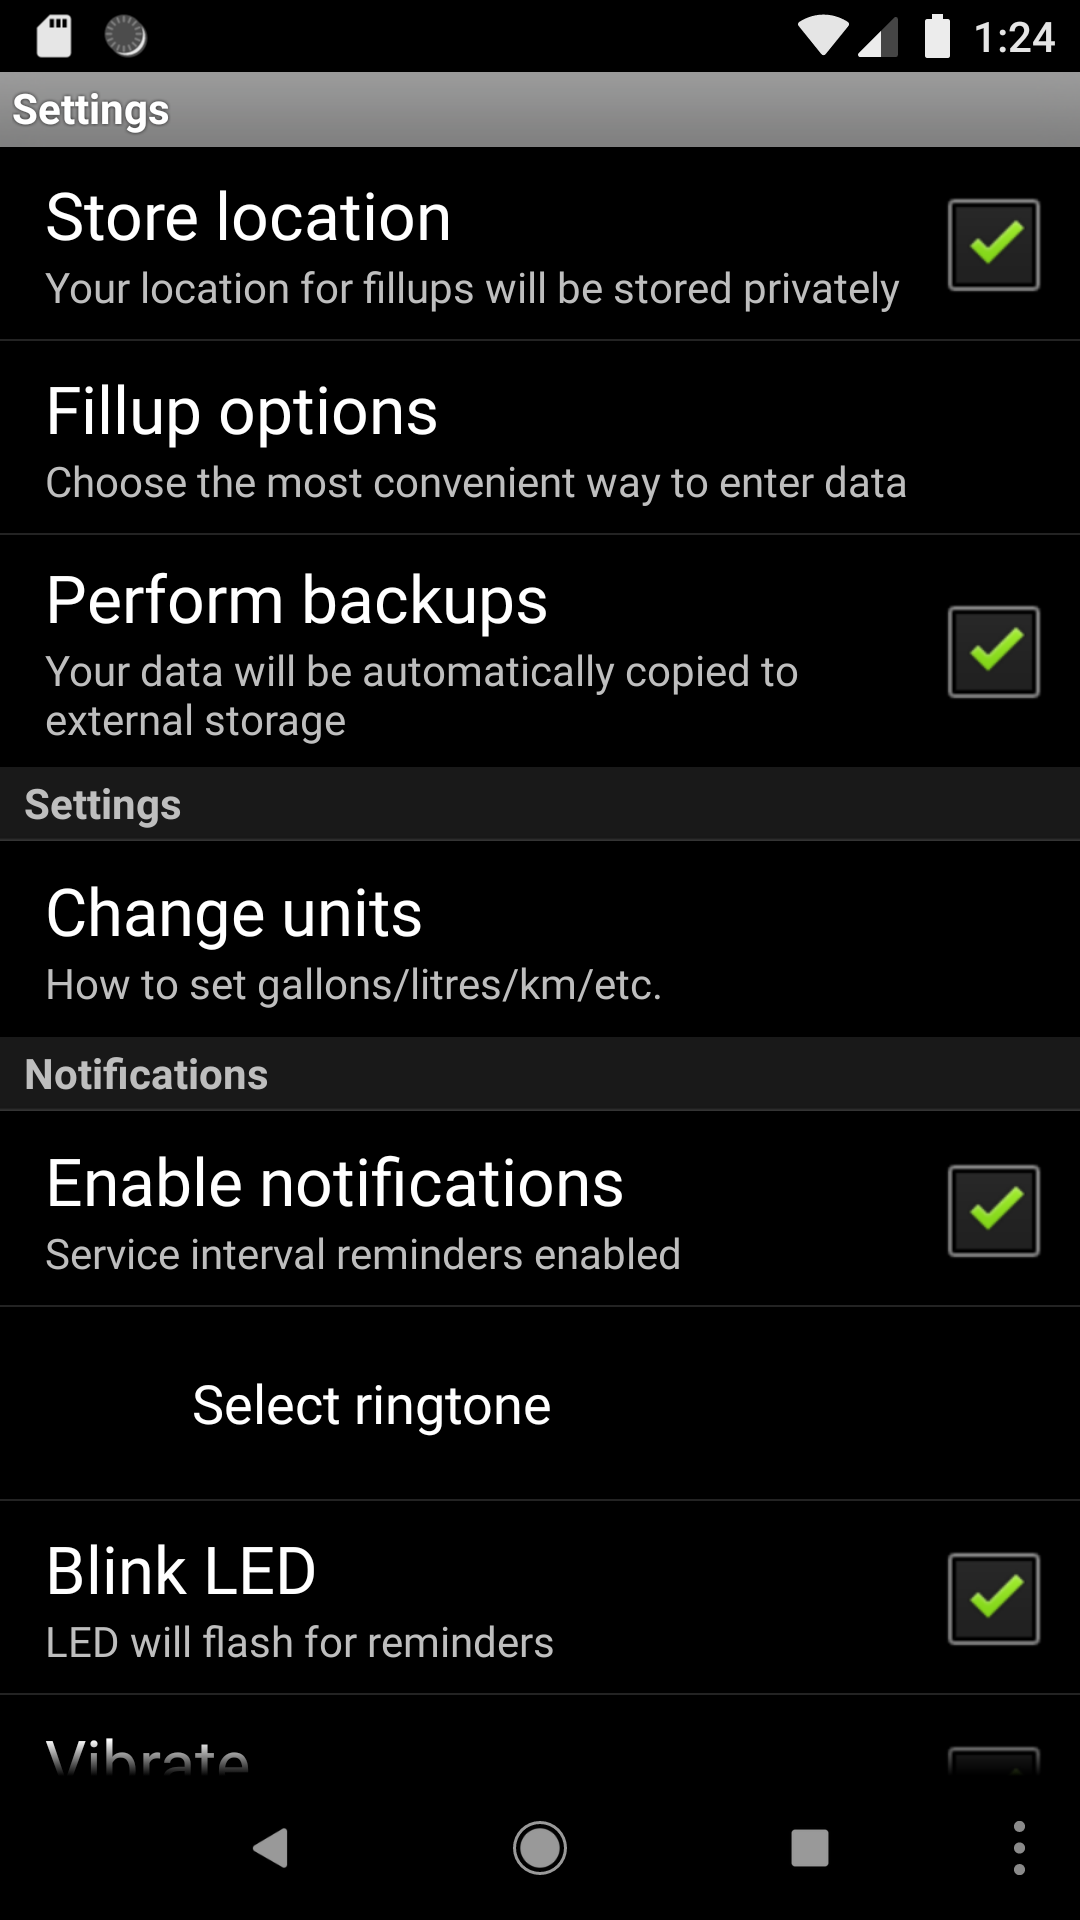 1:24
Settings
Store location
Your location for fillups will be stored privately
Fillup options
Choose the most convenient way to enter data
Perform backups
Your data will be automatically copied to
external storage
Settings
Change units
How to set gallons/litres/km/etc.
Notifications
Enable notifications
Service interval reminders enabled
Select ringtone
Blink LED
LED will flash for reminders
Vibrate